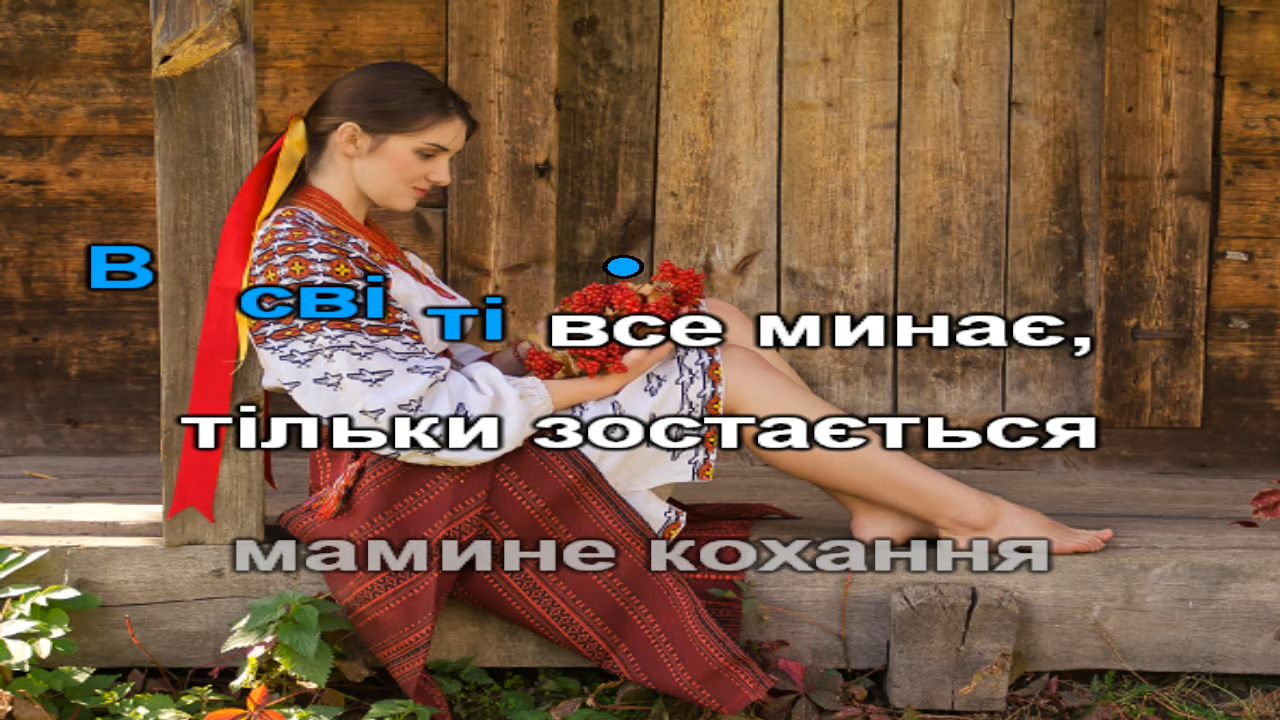 В світі все минає,
тільки зостається
мамине кохання